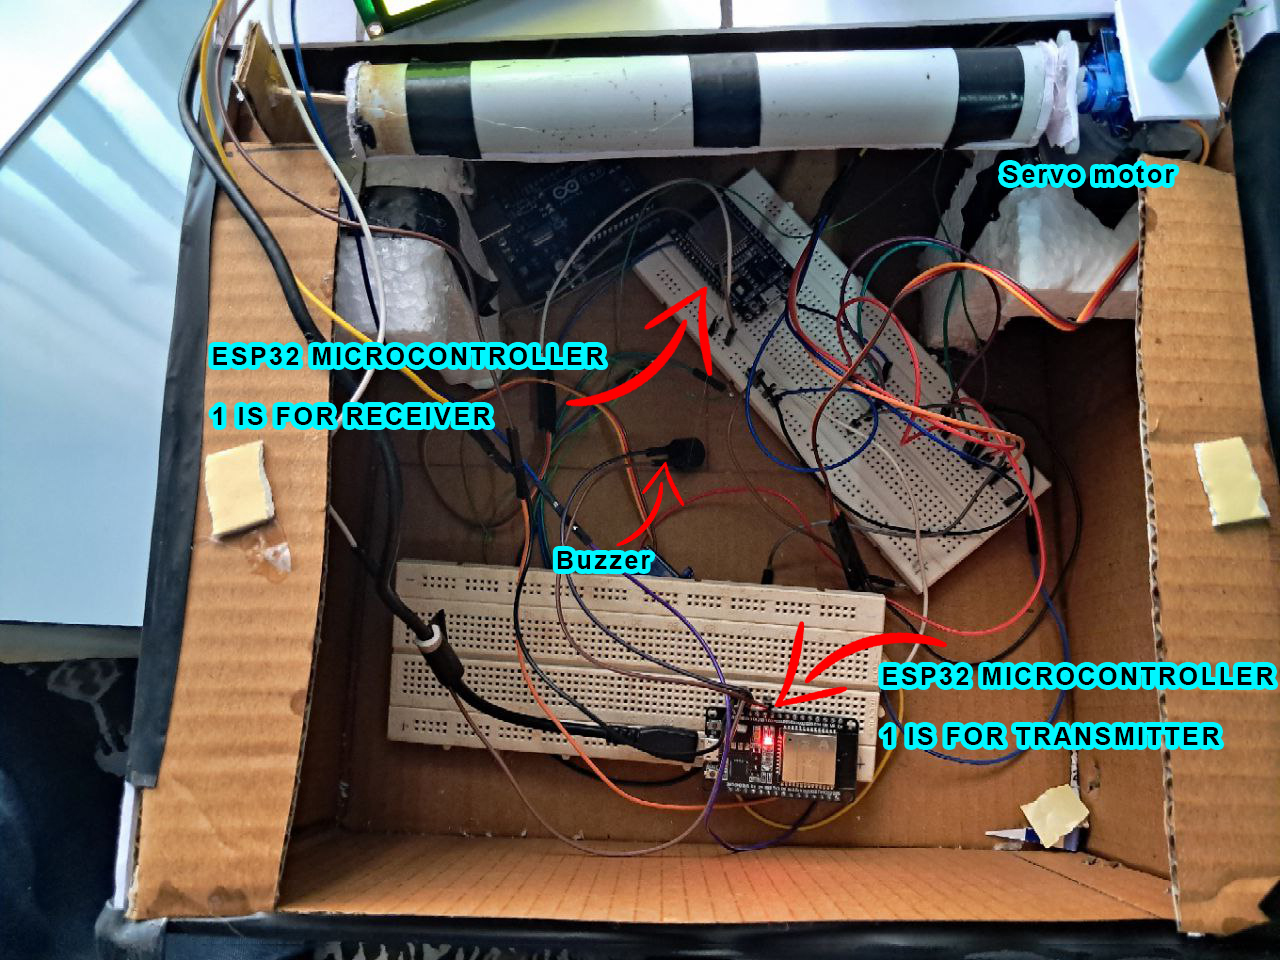 Servo motor
ESP32 MICROCONTROLLER
1 IS FOR RECEIVER
Buzzer
ESP32 MICROCONTROLLER
1 IS FOR TRANSMITTER